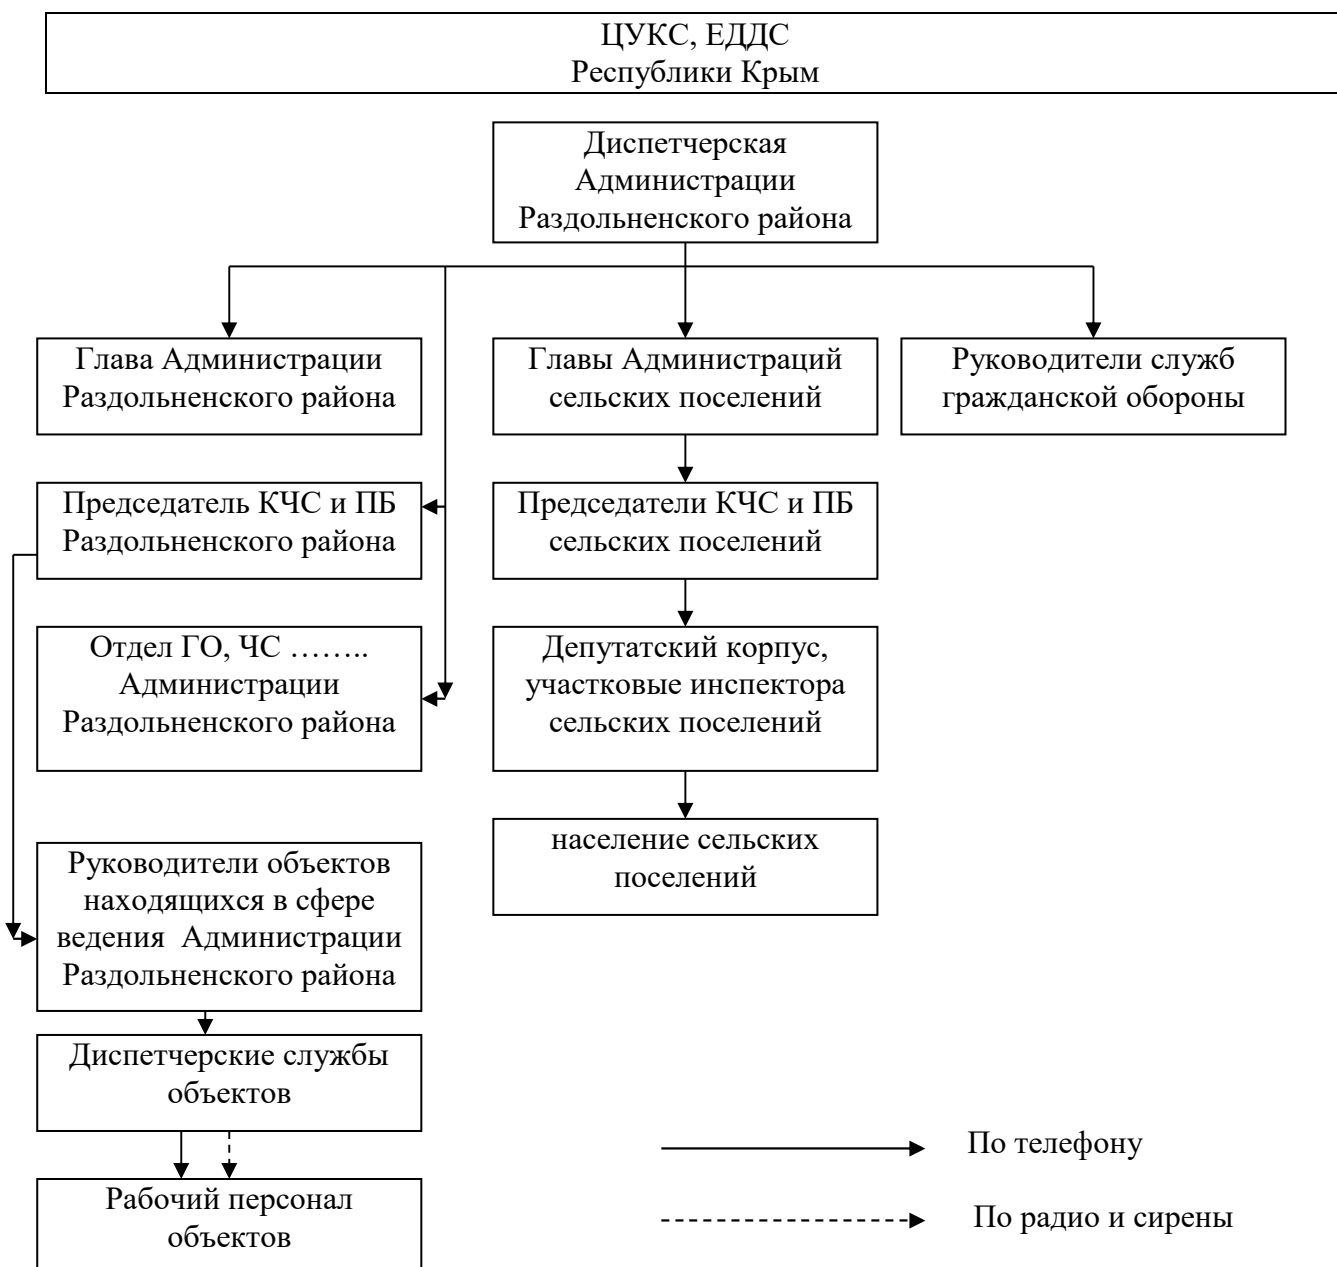 ЦУКС, ЕДДС
Республики Крым
Диспетчерская
Администрации
Раздольненского района
Глава Администрации
Раздольненского района
Главы Администраций
сельских поселений
Руководители служб
гражданской обороны
Председатель КЧС и ПБ
Раздольненского района
Председатели КЧС и ПБ
сельских поселений
Отдел ГО, ЧС ……..
Администрации
Раздольненского района
Депутатский корпус,
участковые инспектора
сельских поселений
население сельских
поселений
Руководители объектов
находящихся в сфере
ведения  Администрации
Раздольненского района
Диспетчерские службы
объектов
Рабочий персонал
объектов
По телефону
По радио и сирены